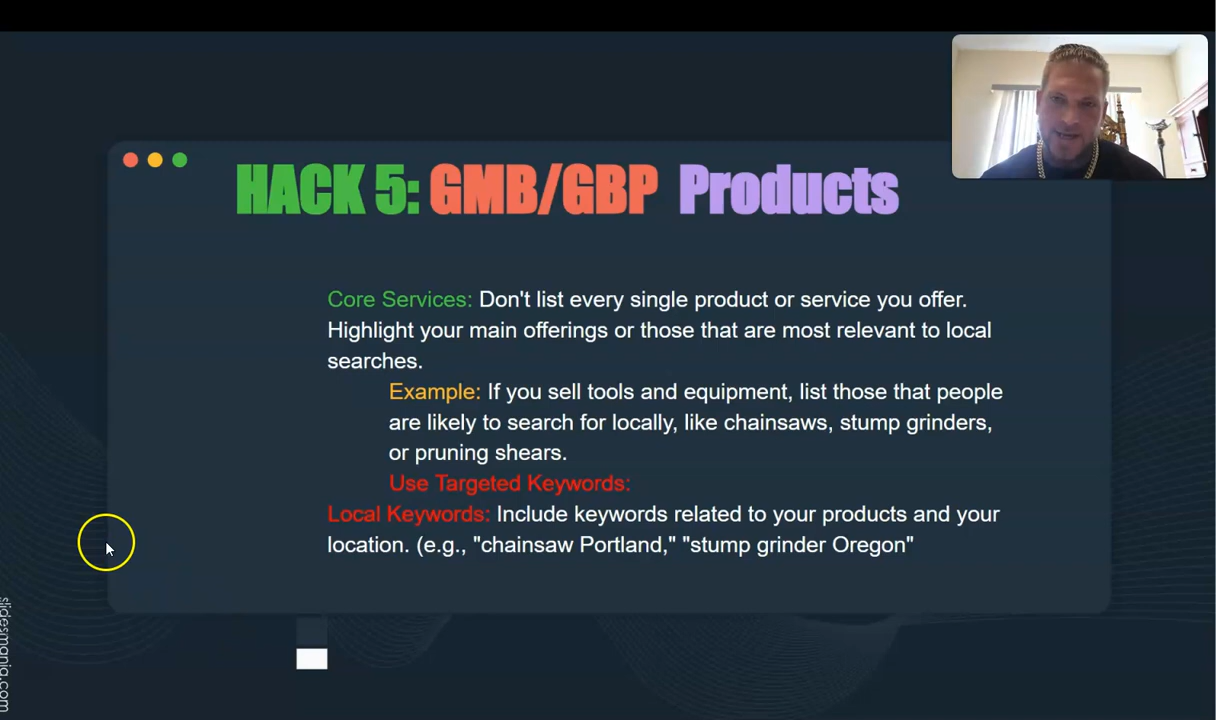 HACK 5: GMB/GBP Products
Core Services: Don't list every single product or service you offer.
Highlight your main offerings or those that are most relevant to local
searches.
Example: If you sell tools and equipment, list those that people
are likely to search for locally, like chainsaws, stump grinders,
or pruning shears.
Use Targeted Keywords:
Local Keywords: Include keywords related to your products and your
location. (e.g., "chainsaw Portland," "stump grinder Oregon"
slidesmania.com